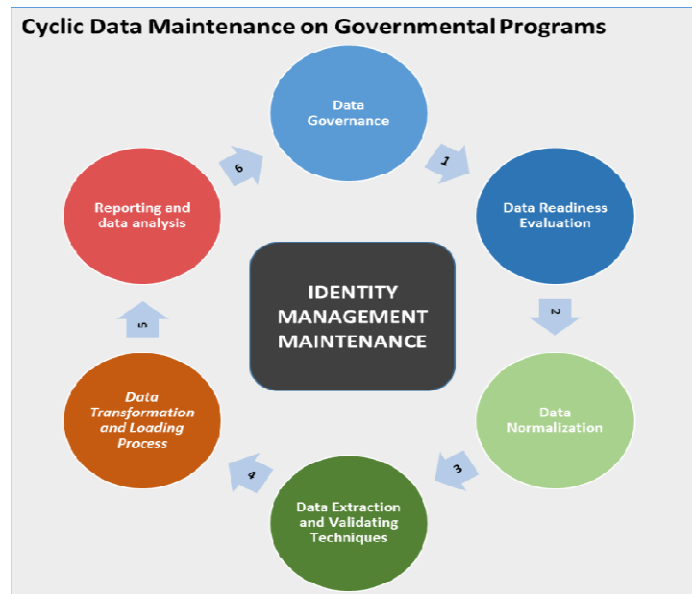 Cyclic Data Maintenance on Governmental Programs
Data
Governance
1
Data Readiness
Evaluation
2
Data
Normalization
3
Data Extraction
and Validating
Techniques
4
Data
Transformation
and Loading
Process
5
Reporting and
data analysis
6
IDENTITY
MANAGEMENT
MAINTENANCE